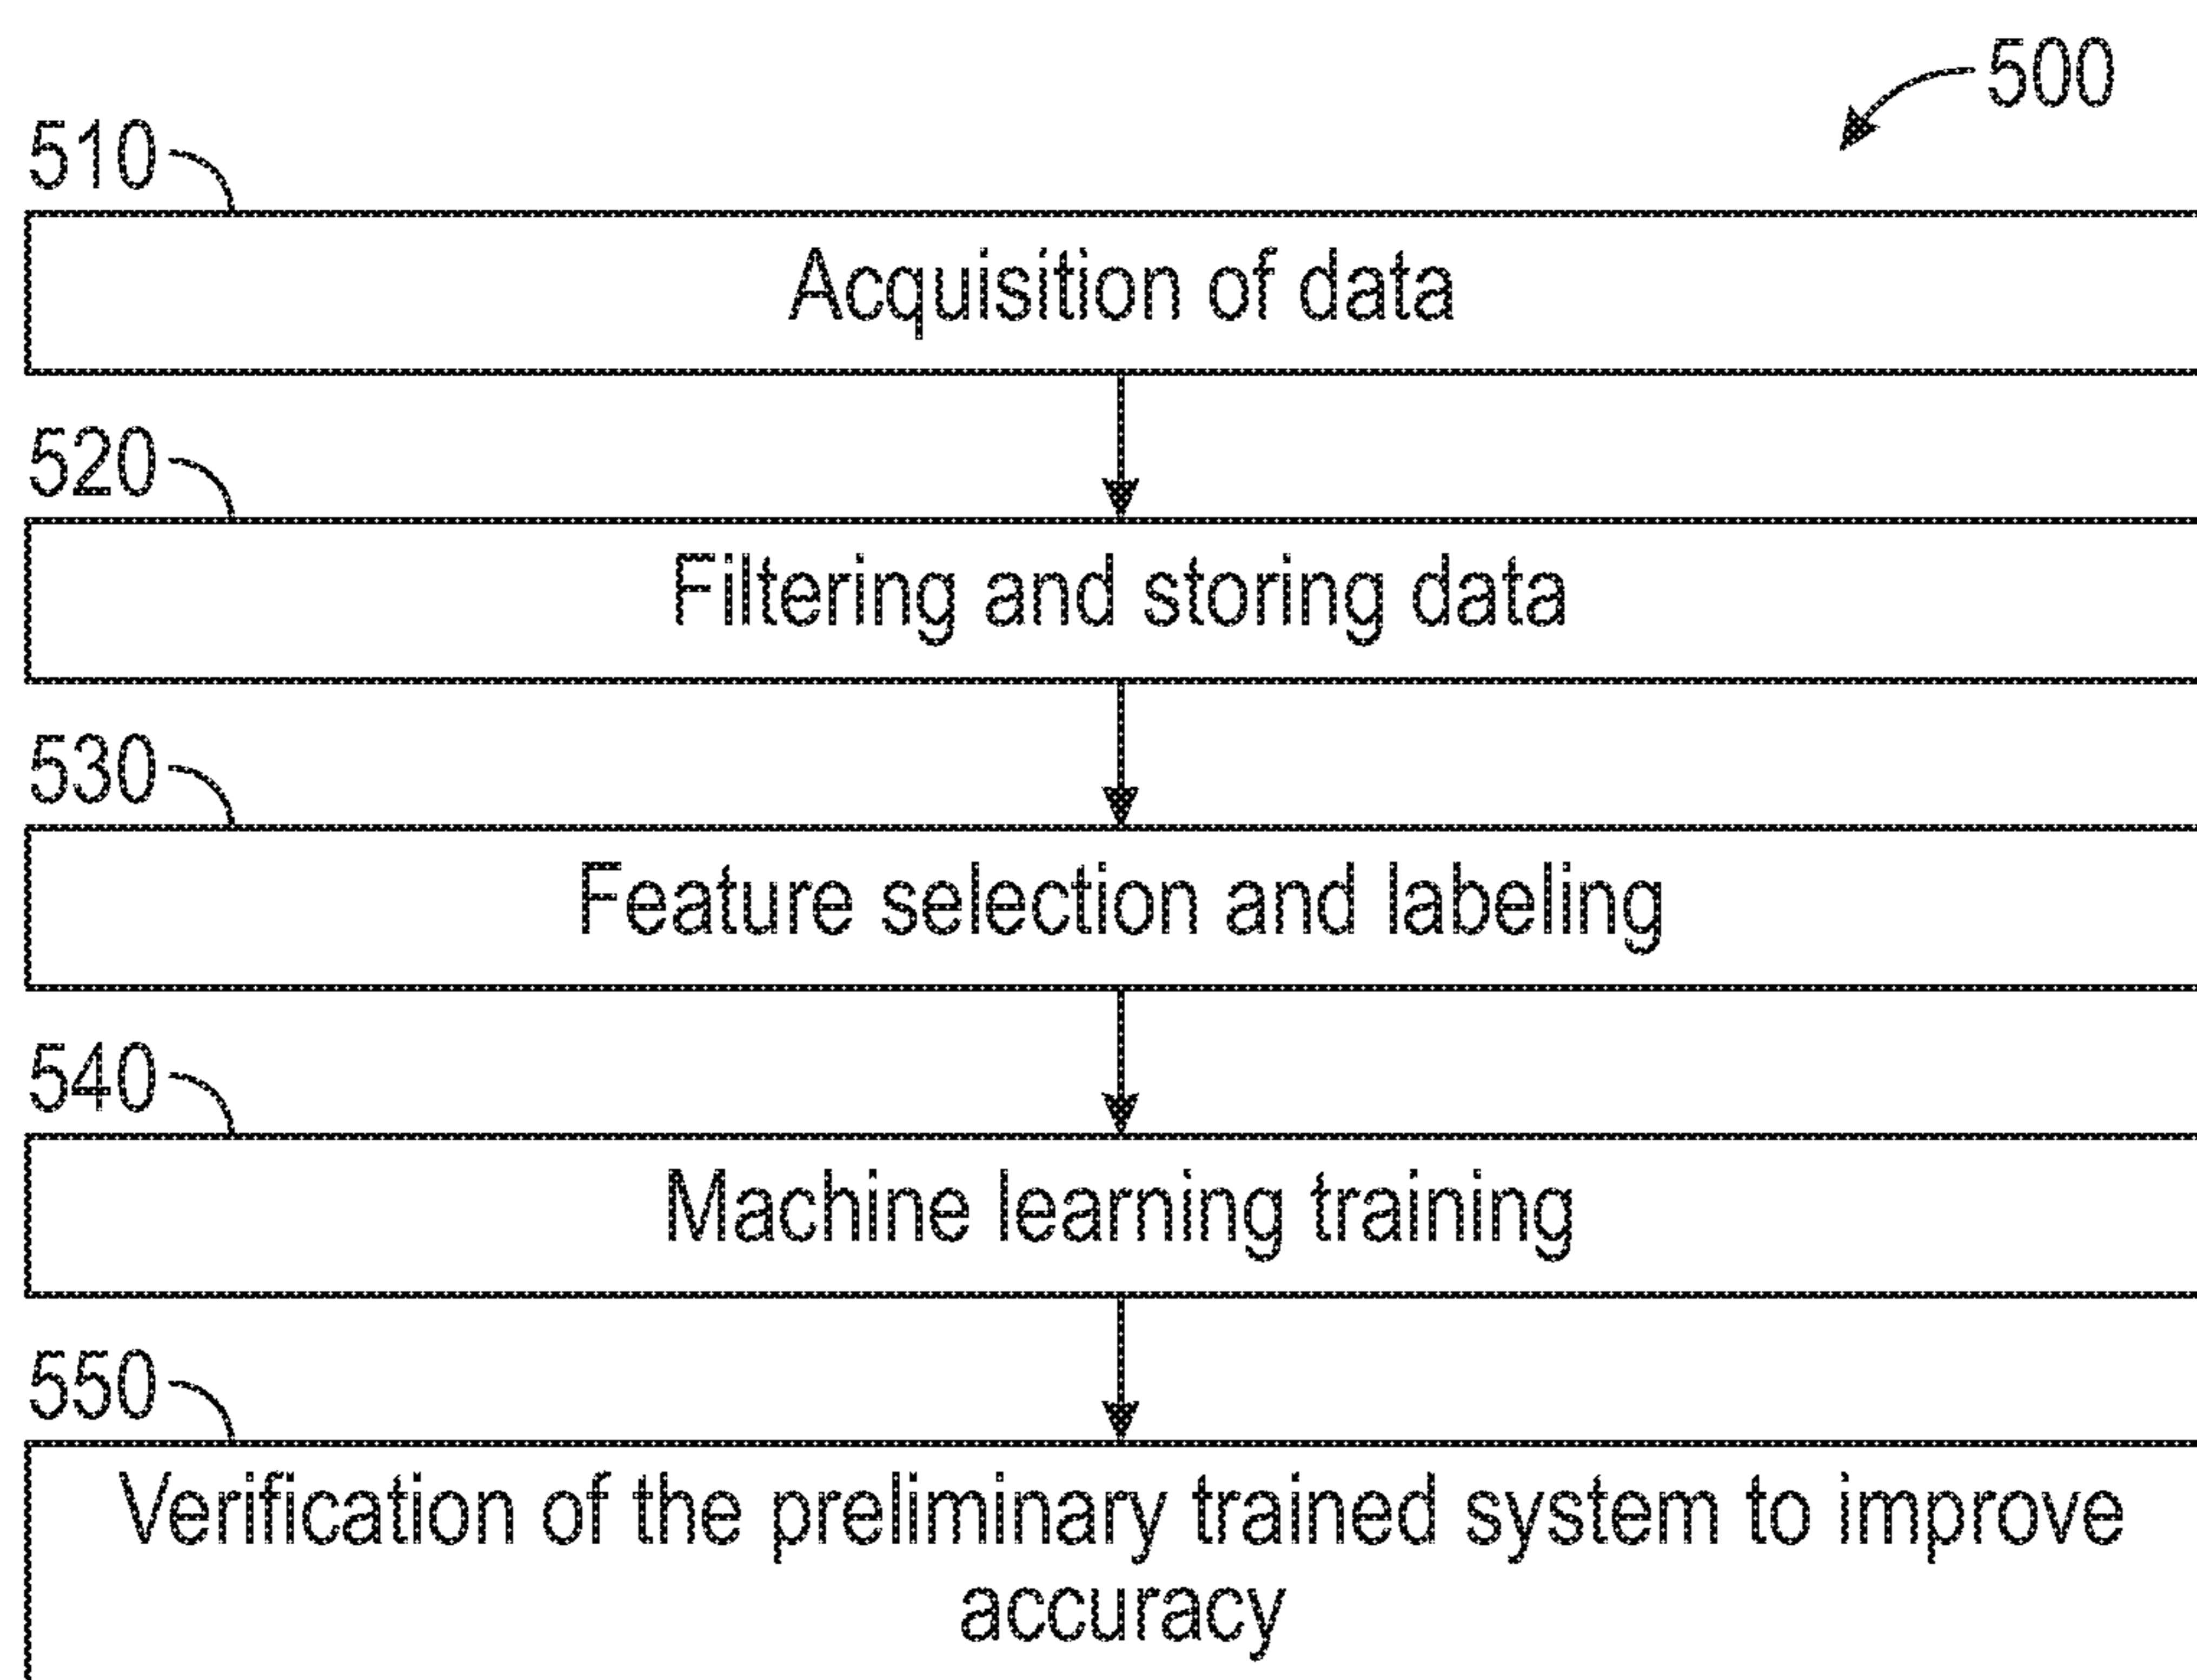 500
510
Acquisition of data
520
Filtering and storing data
530
Feature selection and labeling
540
Machine learning training
550
Verification of the preliminary trained system to improve
accuracy